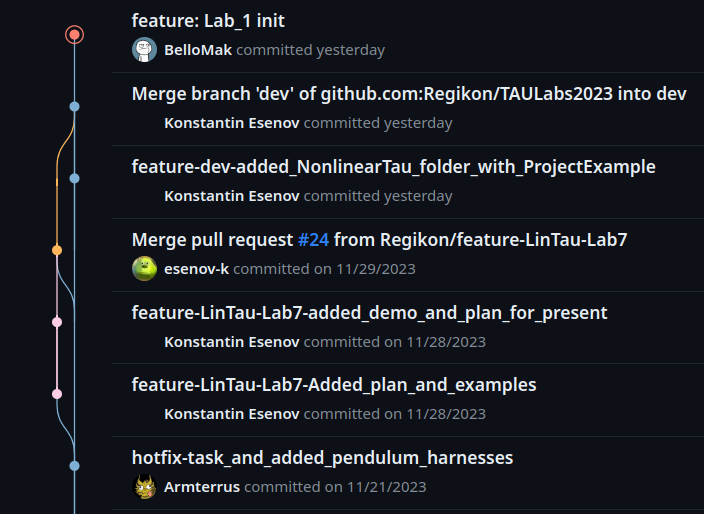 feature: Lab_1 init
BelloMak committed yesterday
Merge branch 'dev' of github.com:Regikon/TAULabs2023 into dev
Konstantin Esenov committed yesterday
feature-dev-added_NonlinearTau_folder_with_ProjectExample
Konstantin Esenov committed yesterday
Merge pull request #24 from Regikon/feature-LinTau-Lab7
esenov-k committed on 11/29/2023
feature-LinTau-Lab7-added_demo_and_plan_for_present
Konstantin Esenov committed on 11/28/2023
feature-LinTau-Lab7-Added_plan_and_examples
Konstantin Esenov committed on 11/28/2023
hotfix-task_and_added_pendulum_harnesses
Armterrus committed on 11/21/2023